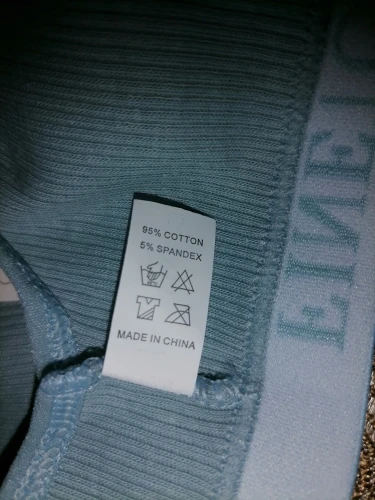 95% COTTON
5% SPANDEX
MADE IN CHINA